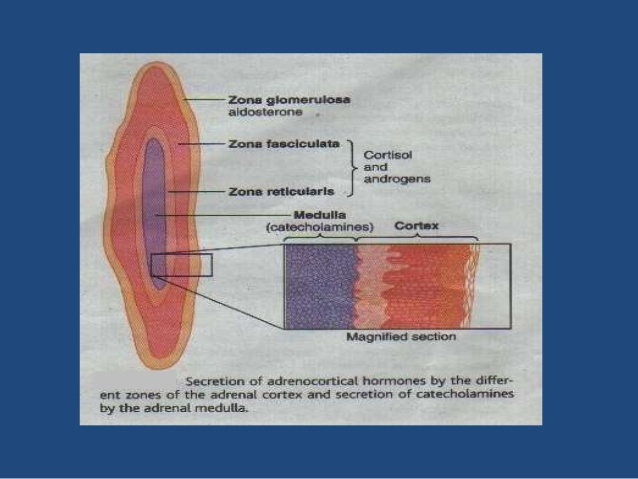 Zona glomerulosa
aldosterone
Zona fasciculata
Cortisol
and
androgens
Zona reticularis
Medulla
(catecholamines)
Cortex
Magnified section
Secretion of adrenocortical hormones by the differ-
ent zones of the adrenal cortex and secretion of catecholamines
by the adrenal medulla.